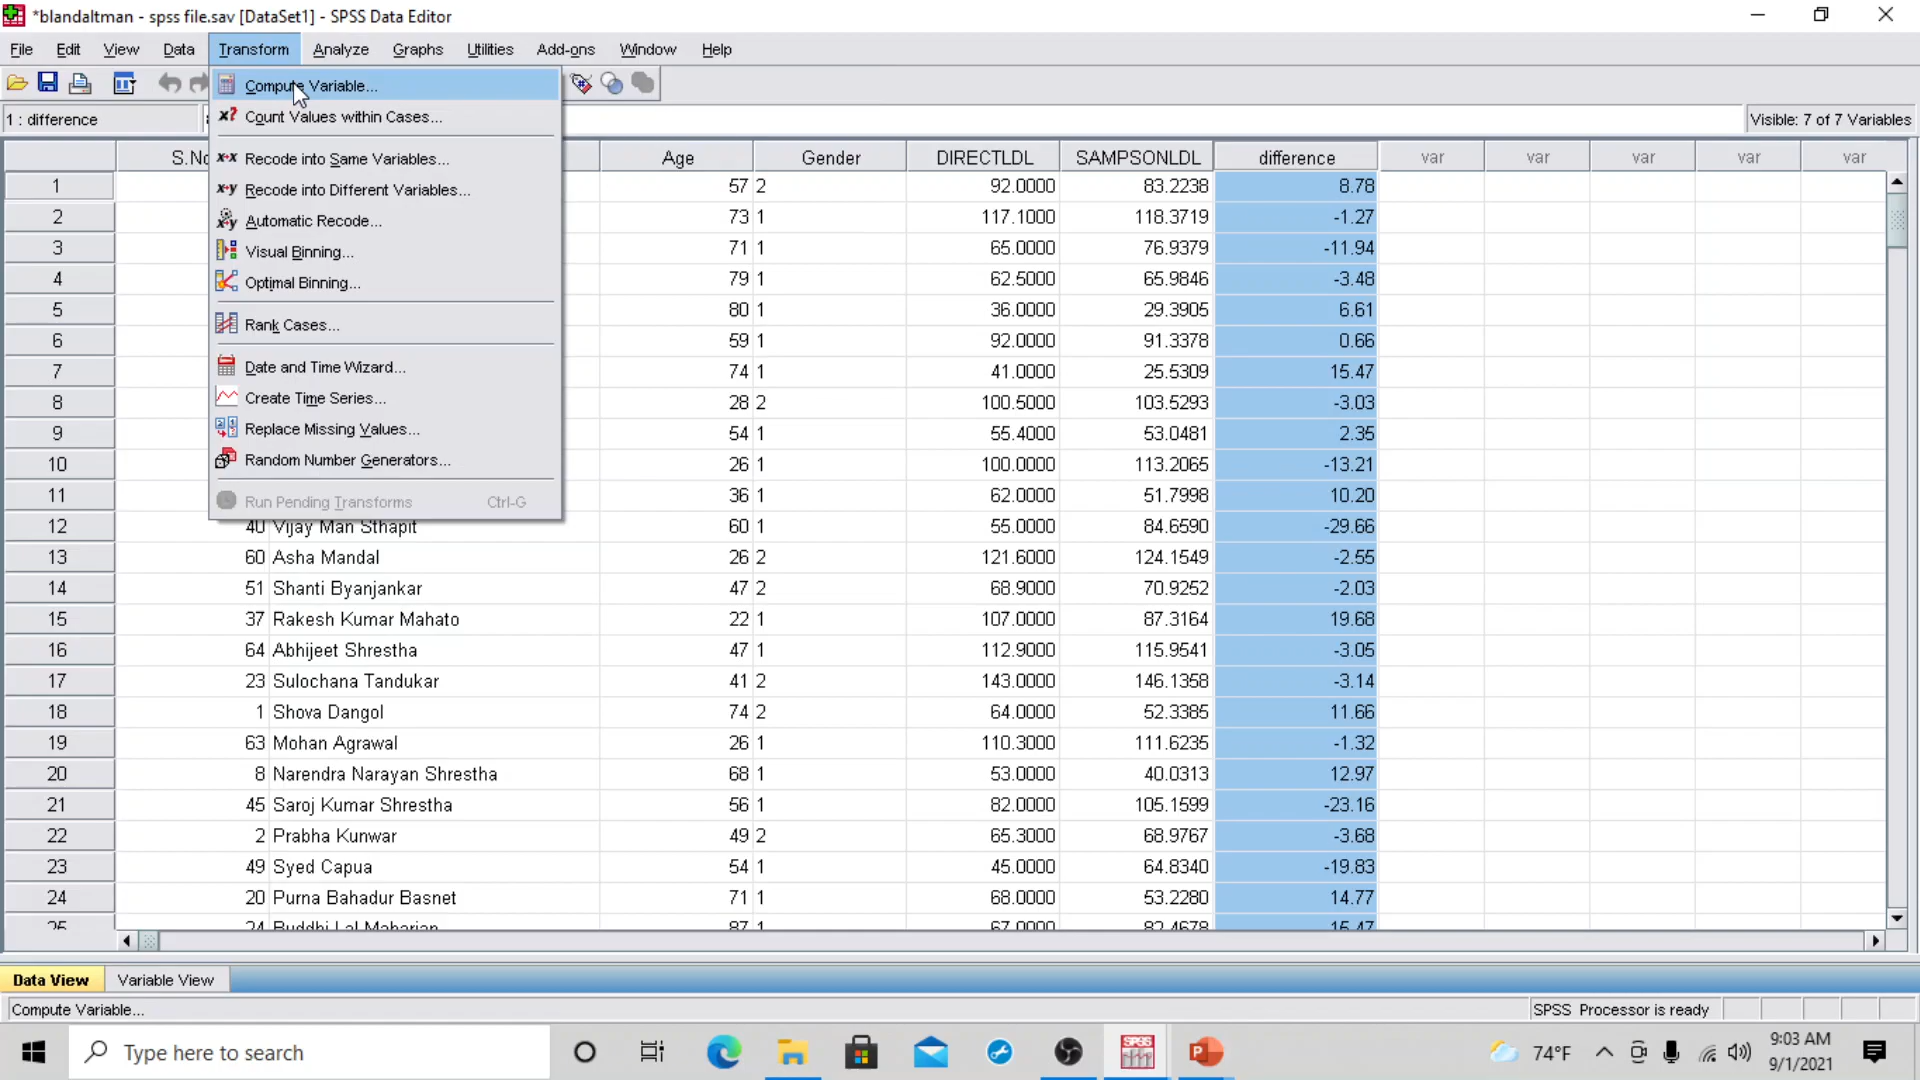 *blandaltman - spss file.sav [DataSet1] - SPSS Data Editor
File Edit View Data Transform Analyze Graphs Utilities Add-ons Window Help
1 : difference
Visible: 7 of 7 Variables
Compute Variable...
Count Values within Cases...
Recode into Same Variables...
Recode into Different Variables...
Automatic Recode...
Visual Binning...
Optimal Binning...
Rank Cases...
Date and Time Wizard...
Create Time Series...
Replace Missing Values...
Random Number Generators...
Run Pending Transforms Ctrl-G
Age Gender DIRECTLDL SAMPSONLDL difference var var var var var
1 57 2 92.0000 83.2238 8.78
2 73 1 117.1000 118.3719 -1.27
3 71 1 65.0000 76.9379 -11.94
4 79 1 62.5000 65.9846 -3.48
5 80 1 36.0000 29.3905 6.61
6 59 1 92.0000 91.3378 0.66
7 74 1 41.0000 25.5309 15.47
8 28 2 100.5000 103.5293 -3.03
9 54 1 55.4000 53.0481 2.35
10 26 1 100.0000 113.2065 -13.21
11 36 1 62.0000 51.7998 10.20
12 40 Vijay Man Sthapit 60 1 55.0000 84.6590 -29.66
13 60 Asha Mandal 26 2 121.6000 124.1549 -2.55
14 51 Shanti Byanjankar 47 2 68.9000 70.9252 -2.03
15 37 Rakesh Kumar Mahato 22 1 107.0000 87.3164 19.68
16 64 Abhijeet Shrestha 47 1 112.9000 115.9541 -3.05
17 23 Sulochana Tandukar 41 2 143.0000 146.1358 -3.14
18 1 Shova Dangol 74 2 64.0000 52.3385 11.66
19 63 Mohan Agrawal 26 1 110.3000 111.6235 -1.32
20 8 Narendra Narayan Shrestha 68 1 53.0000 40.0313 12.97
21 45 Saroj Kumar Shrestha 56 1 82.0000 105.1599 -23.16
22 2 Prabha Kunwar 49 2 65.3000 68.9767 -3.68
23 49 Syed Capua 54 1 45.0000 64.8340 -19.83
24 20 Purna Bahadur Basnet 71 1 68.0000 53.2280 14.77
Data View Variable View
Compute Variable...
SPSS Processor is ready
Type here to search
74°F
9:03 AM
9/1/2021